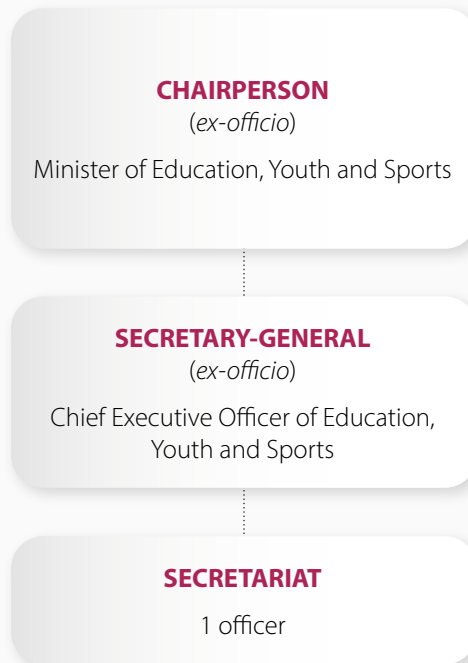 CHAIRPERSON
(ex-officio)
Minister of Education, Youth and Sports
SECRETARY-GENERAL
(ex-officio)
Chief Executive Officer of Education,
Youth and Sports
SECRETARIAT
1 officer